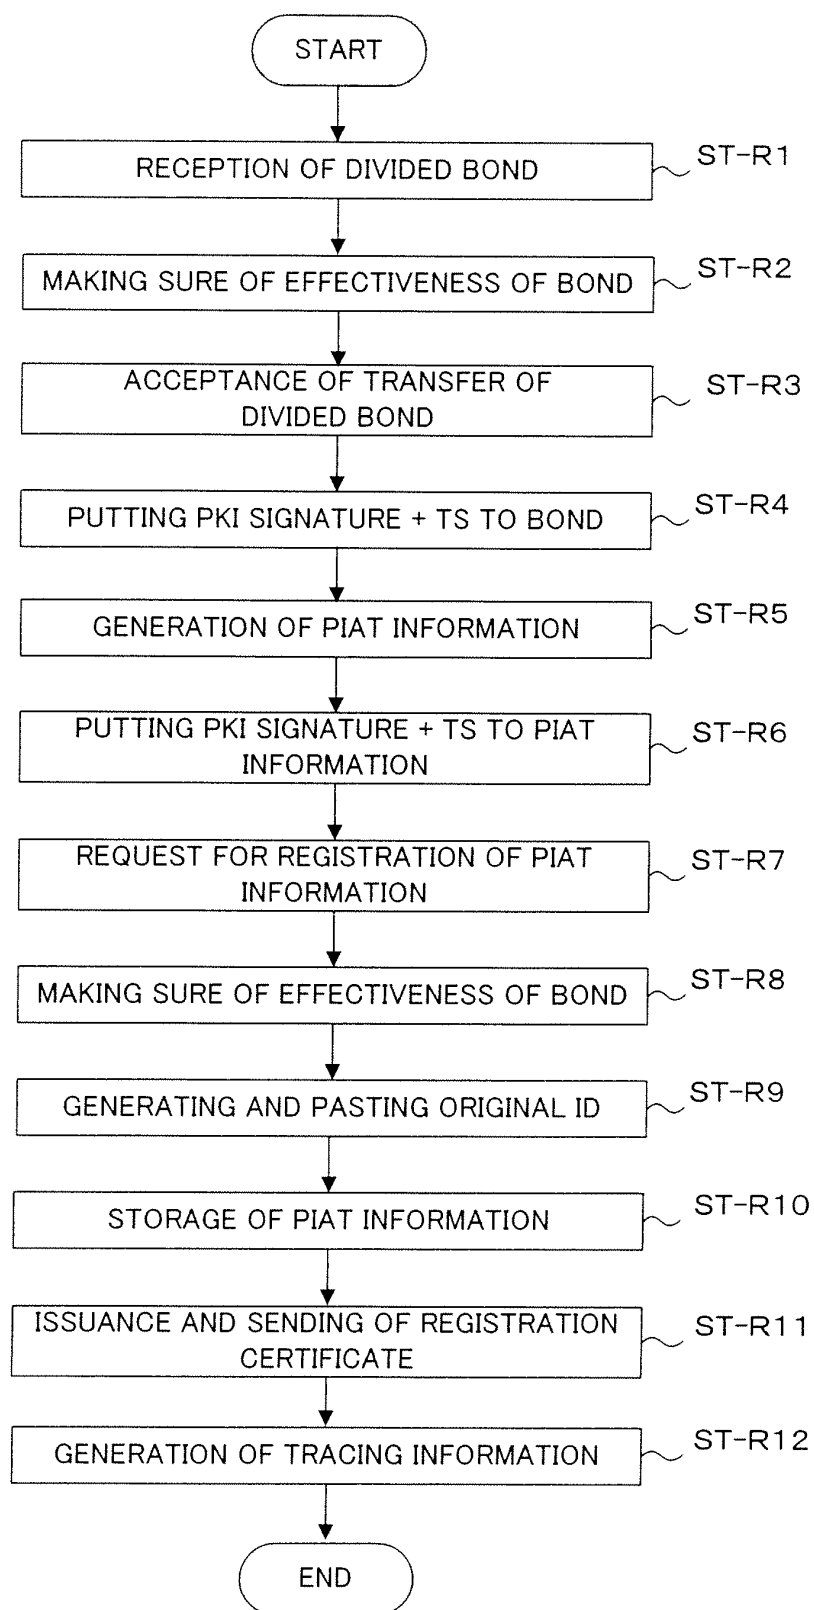 START
RECEPTION OF DIVIDED BOND
ST-R1
MAKING SURE OF EFFECTIVENESS OF BOND
ST-R2
ACCEPTANCE OF TRANSFER OF
DIVIDED BOND
ST-R3
PUTTING PKI SIGNATURE + TS TO BOND
ST-R4
GENERATION OF PIAT INFORMATION
ST-R5
PUTTING PKI SIGNATURE + TS TO PIAT
INFORMATION
ST-R6
REQUEST FOR REGISTRATION OF PIAT
INFORMATION
ST-R7
MAKING SURE OF EFFECTIVENESS OF BOND
ST-R8
GENERATING AND PASTING ORIGINAL ID
ST-R9
STORAGE OF PIAT INFORMATION
ST-R10
ISSUANCE AND SENDING OF REGISTRATION
CERTIFICATE
ST-R11
GENERATION OF TRACING INFORMATION
ST-R12
END